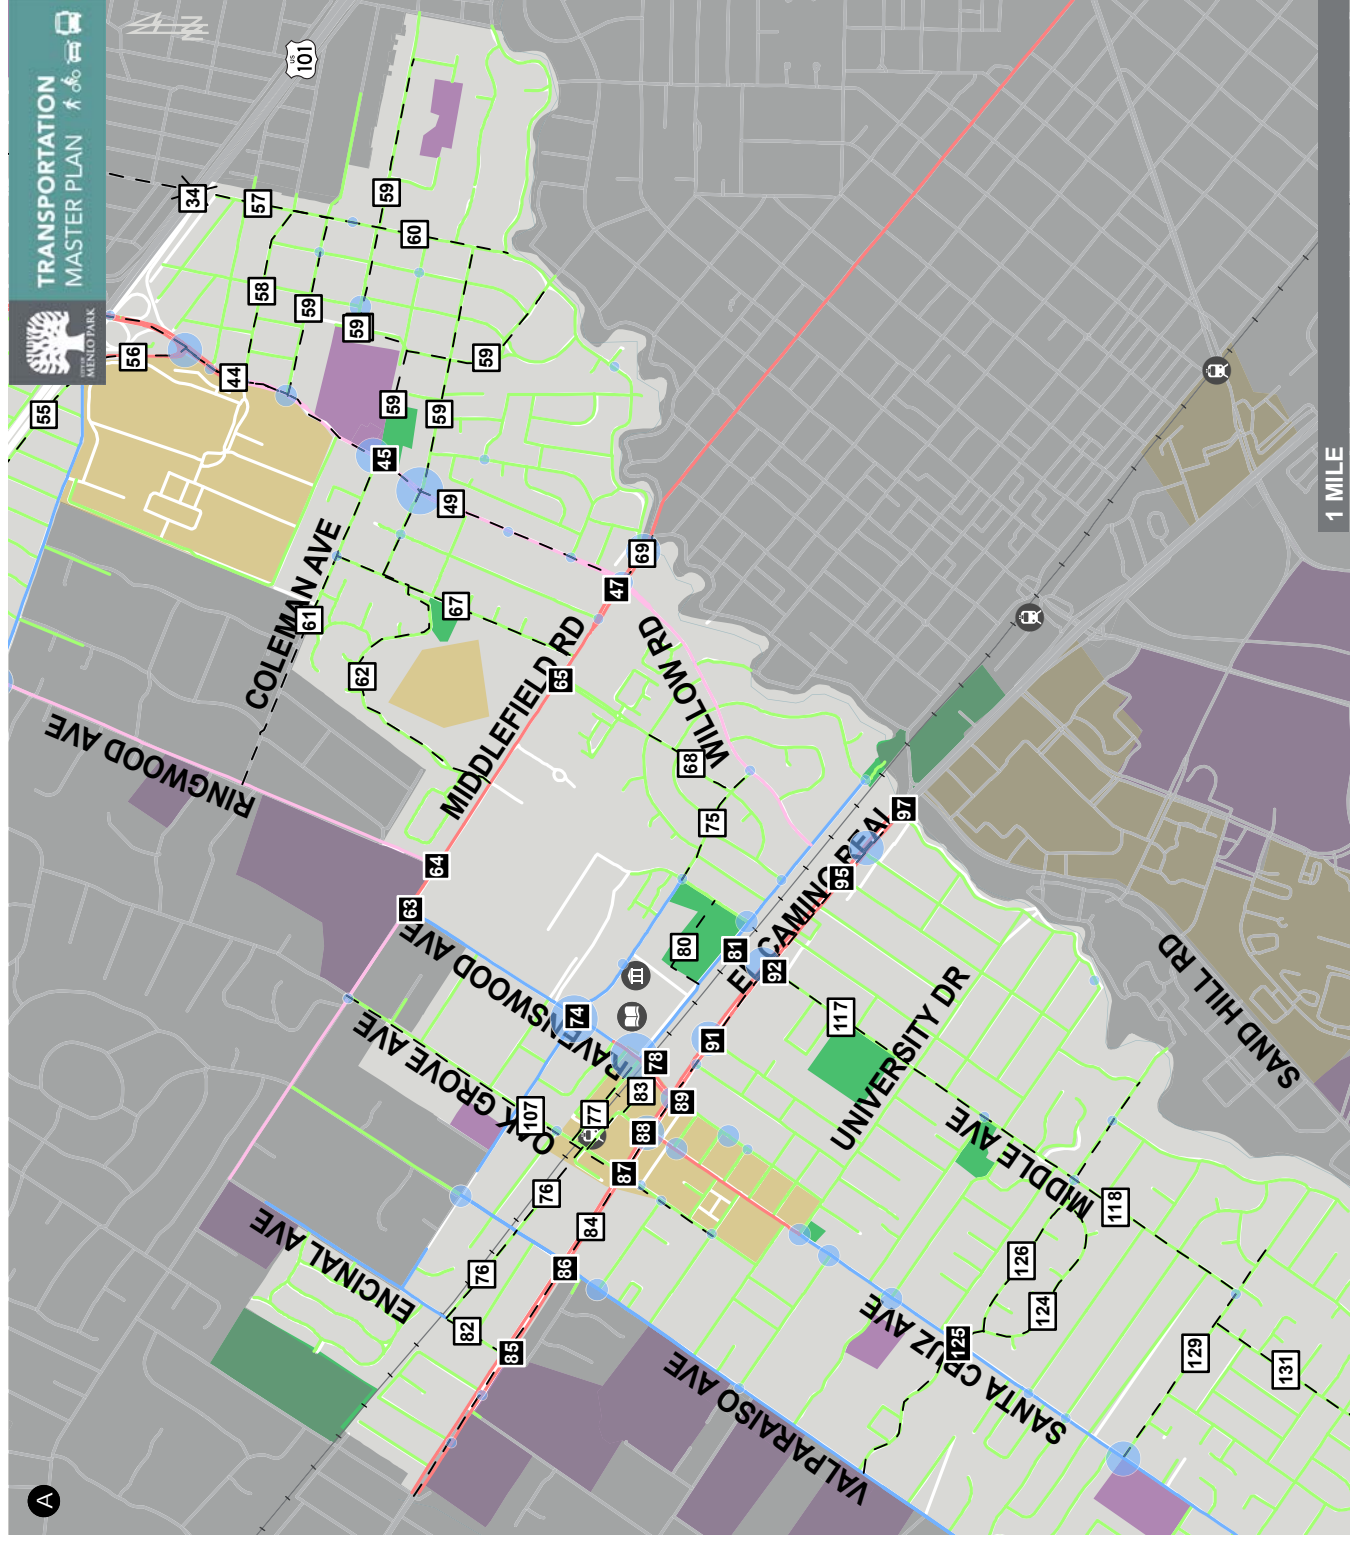 TRANSPORTATION
MASTER PLAN
CITY OF
MENLO PARK
US
101
N
34
57
59
60
58
59
59
56
44
59
59
59
55
45
49
COLEMAN AVE
61
67
62
47
69
RINGWOOD AVE
MIDDLEFIELD RD
65
WILLOW RD
68
75
64
63
97
95
EL CAMINO REAL
80
81
92
RAVENSWOOD AVE
74
117
91
UNIVERSITY DR
SAND HILL RD
OAK GROVE AVE
107
77
83
78
89
88
87
76
84
MIDDLE AVE
118
ENCINAL AVE
76
86
82
85
126
124
SANTA CRUZ AVE
125
129
131
VALPARAISO AVE
A
1 MILE